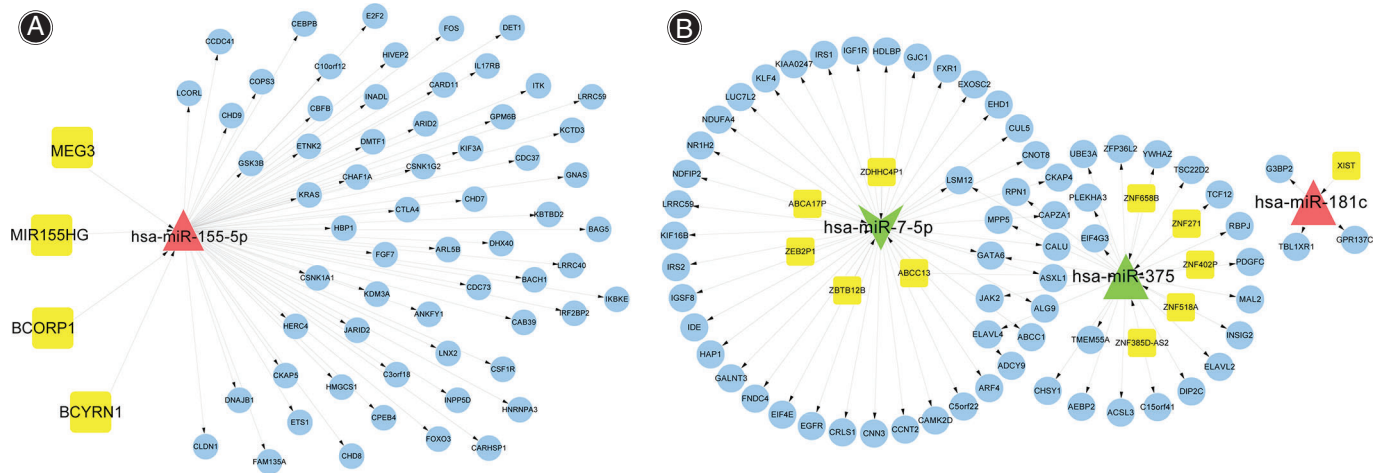 A
CCDC41
CEBPB
E2F2
FOS
DET1
LCORL
COPS3
C10orf12
HIVEP2
IL17RB
CHD9
CBFB
INADL
CARD11
ITK
LRRC59
GSK3B
ETNK2
DMTF1
ARID2
GPM6B
KCTD3
MEG3
CHAF1A
CSNK1G2
KIF3A
CDC37
GNAS
KRAS
CTLA4
CHD7
KBTBD2
BAG5
MIR155HG
hsa-miR-155-5p
HBP1
FGF7
ARL5B
DHX40
LRRC40
CSNK1A1
KDM3A
CDC73
BACH1
IKBKE
BCORP1
HERC4
JARID2
ANKFY1
CAB39
IRF2BP2
LNX2
CSF1R
BCYRN1
DNAJB1
CKAP5
HMGCS1
C3orf18
INPP5D
HNRNPA3
CLDN1
ETS1
CPEB4
FOXO3
CARHSP1
FAM135A
CHD8
B
KLF4
KIAA0247
IRS1
IGF1R
HDLBP
GJC1
FXR1
EXOSC2
LUC7L2
EHD1
NDUFA4
CUL5
NR1H2
CNOT8
NDFIP2
LSM12
CKAP4
LRRC59
RPN1
KIF16B
MPP5
CAPZA1
IRS2
GATA6
CALU
IGSF8
JAK2
ASXL1
IDE
ELAVL4
ALG9
HAP1
ABCC1
GALNT3
ADCY9
FNDC4
ARF4
EIF4E
C5orf22
EGFR
CAMK2D
CRLS1
CNN3
CCNT2
ZDHHC4P1
ABCA17P
hsa-miR-7-5p
ZEB2P1
ABCC13
ZBTB12B
UBE3A
ZFP36L2
YWHAZ
TSC22D2
PLEKHA3
ZNF658B
TCF12
EIF4G3
ZNF271
RBPJ
hsa-miR-375
ZNF402P
PDGFC
ZNF518A
MAL2
TMEM55A
ZNF385D-AS2
INSIG2
ELAVL2
CHSY1
DIP2C
AEBP2
ACSL3
C15orf41
G3BP2
XIST
hsa-miR-181c
TBL1XR1
GPR137C